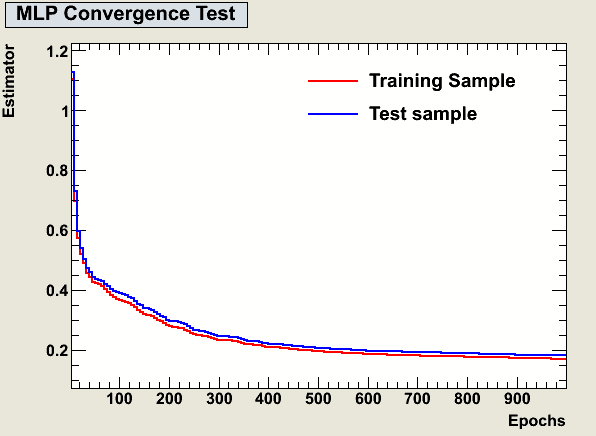 MLP Convergence Test
Estimator
1.2
1
0.8
0.6
0.4
0.2
Training Sample
Test sample
100 200 300 400 500 600 700 800 900
Epochs